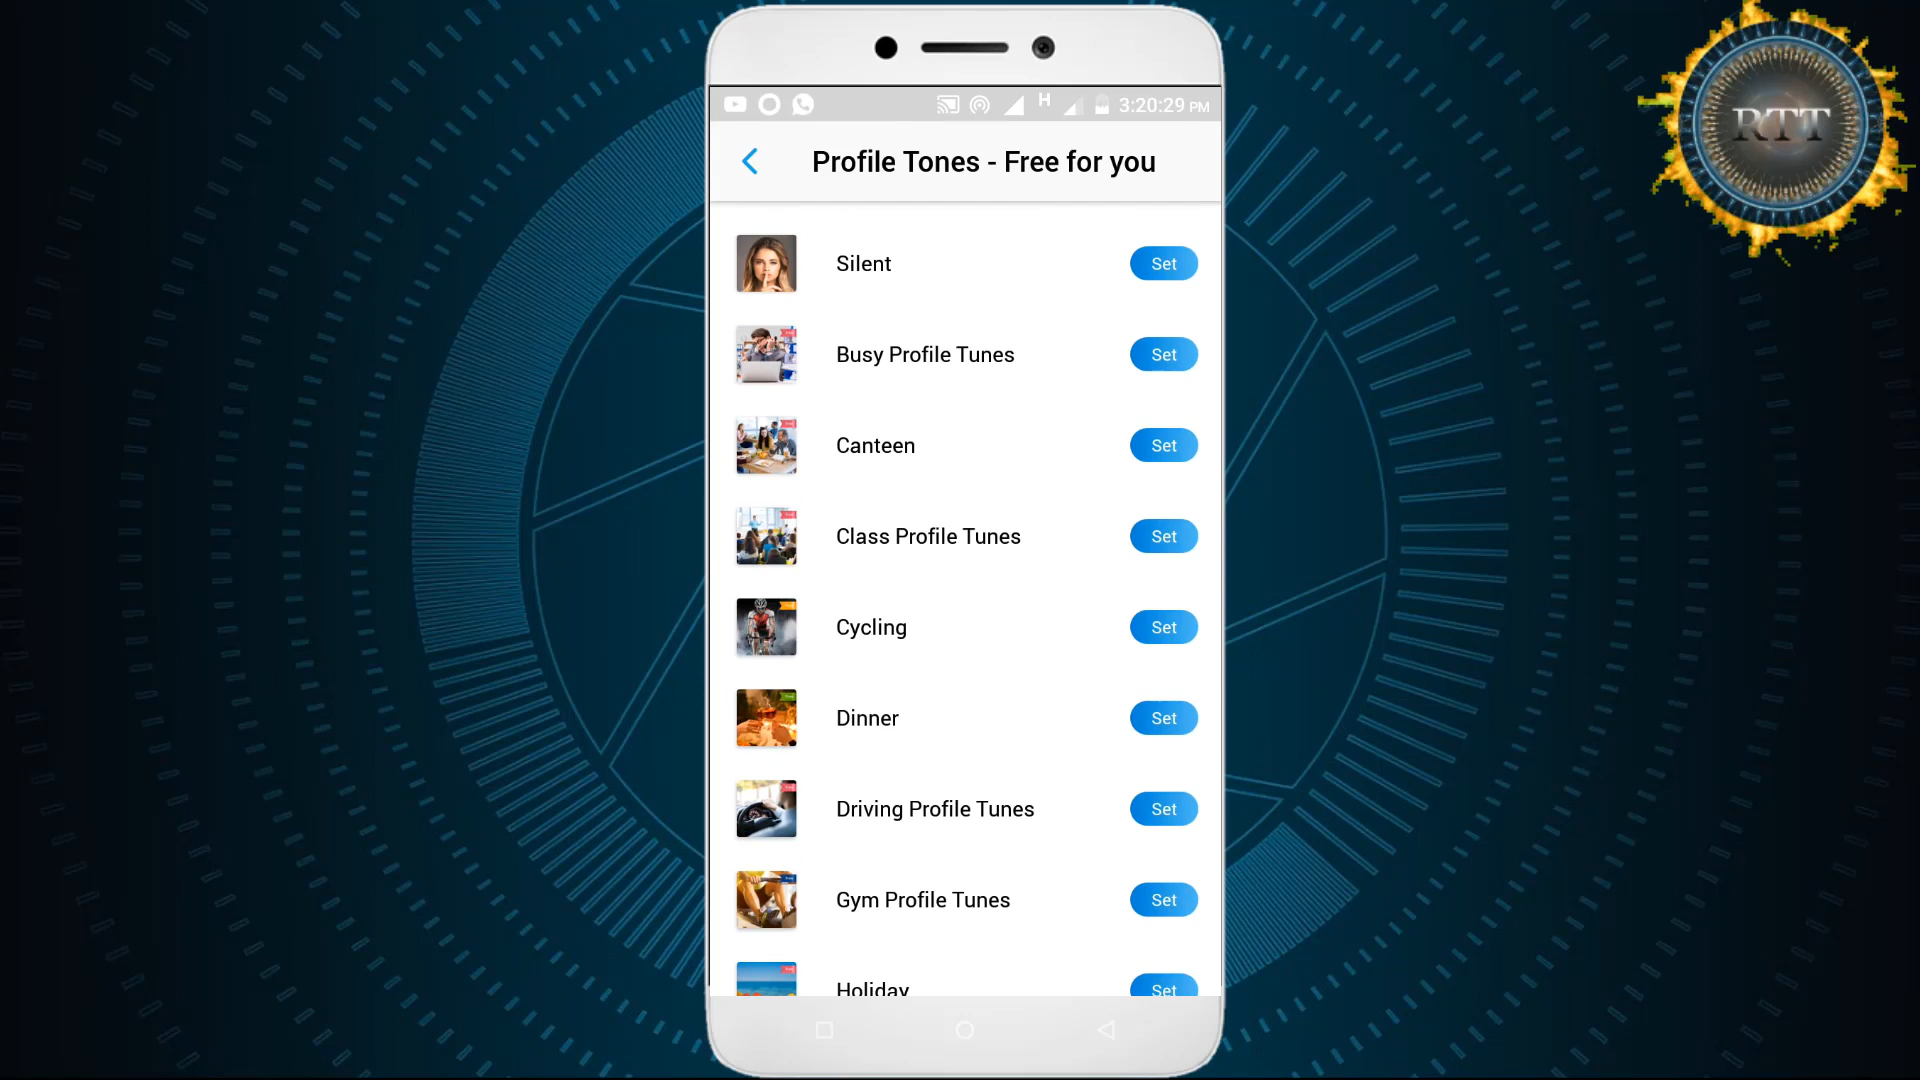 RTT
H 3:20:29 PM
Profile Tones - Free for you
Silent Set
Busy Profile Tunes Set
Canteen Set
Class Profile Tunes Set
Cycling Set
Dinner Set
Driving Profile Tunes Set
Gym Profile Tunes Set
Holiday Set